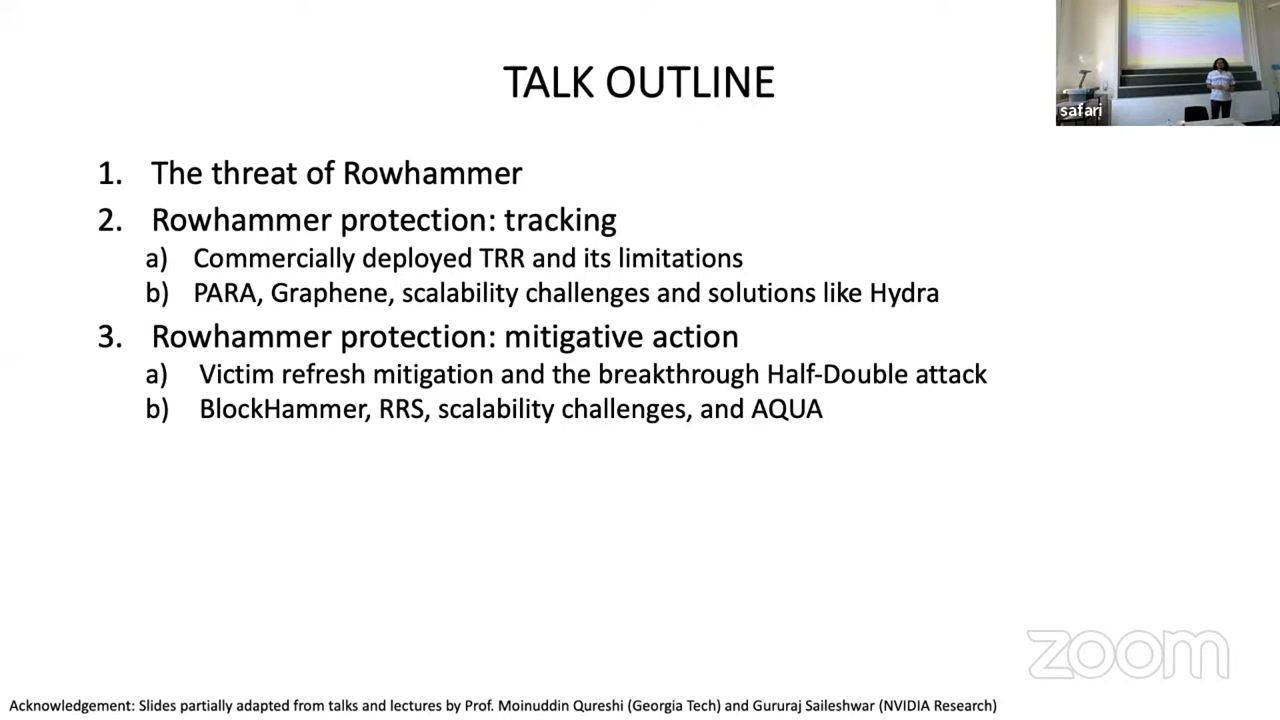 TALK OUTLINE
safari
1. The threat of Rowhammer
2. Rowhammer protection: tracking
a) Commercially deployed TRR and its limitations
b) PARA, Graphene, scalability challenges and solutions like Hydra
3. Rowhammer protection: mitigative action
a) Victim refresh mitigation and the breakthrough Half-Double attack
b) BlockHammer, RRS, scalability challenges, and AQUA
zoom
Acknowledgement: Slides partially adapted from talks and lectures by Prof. Moinuddin Qureshi (Georgia Tech) and Gururaj Saileshwar (NVIDIA Research)